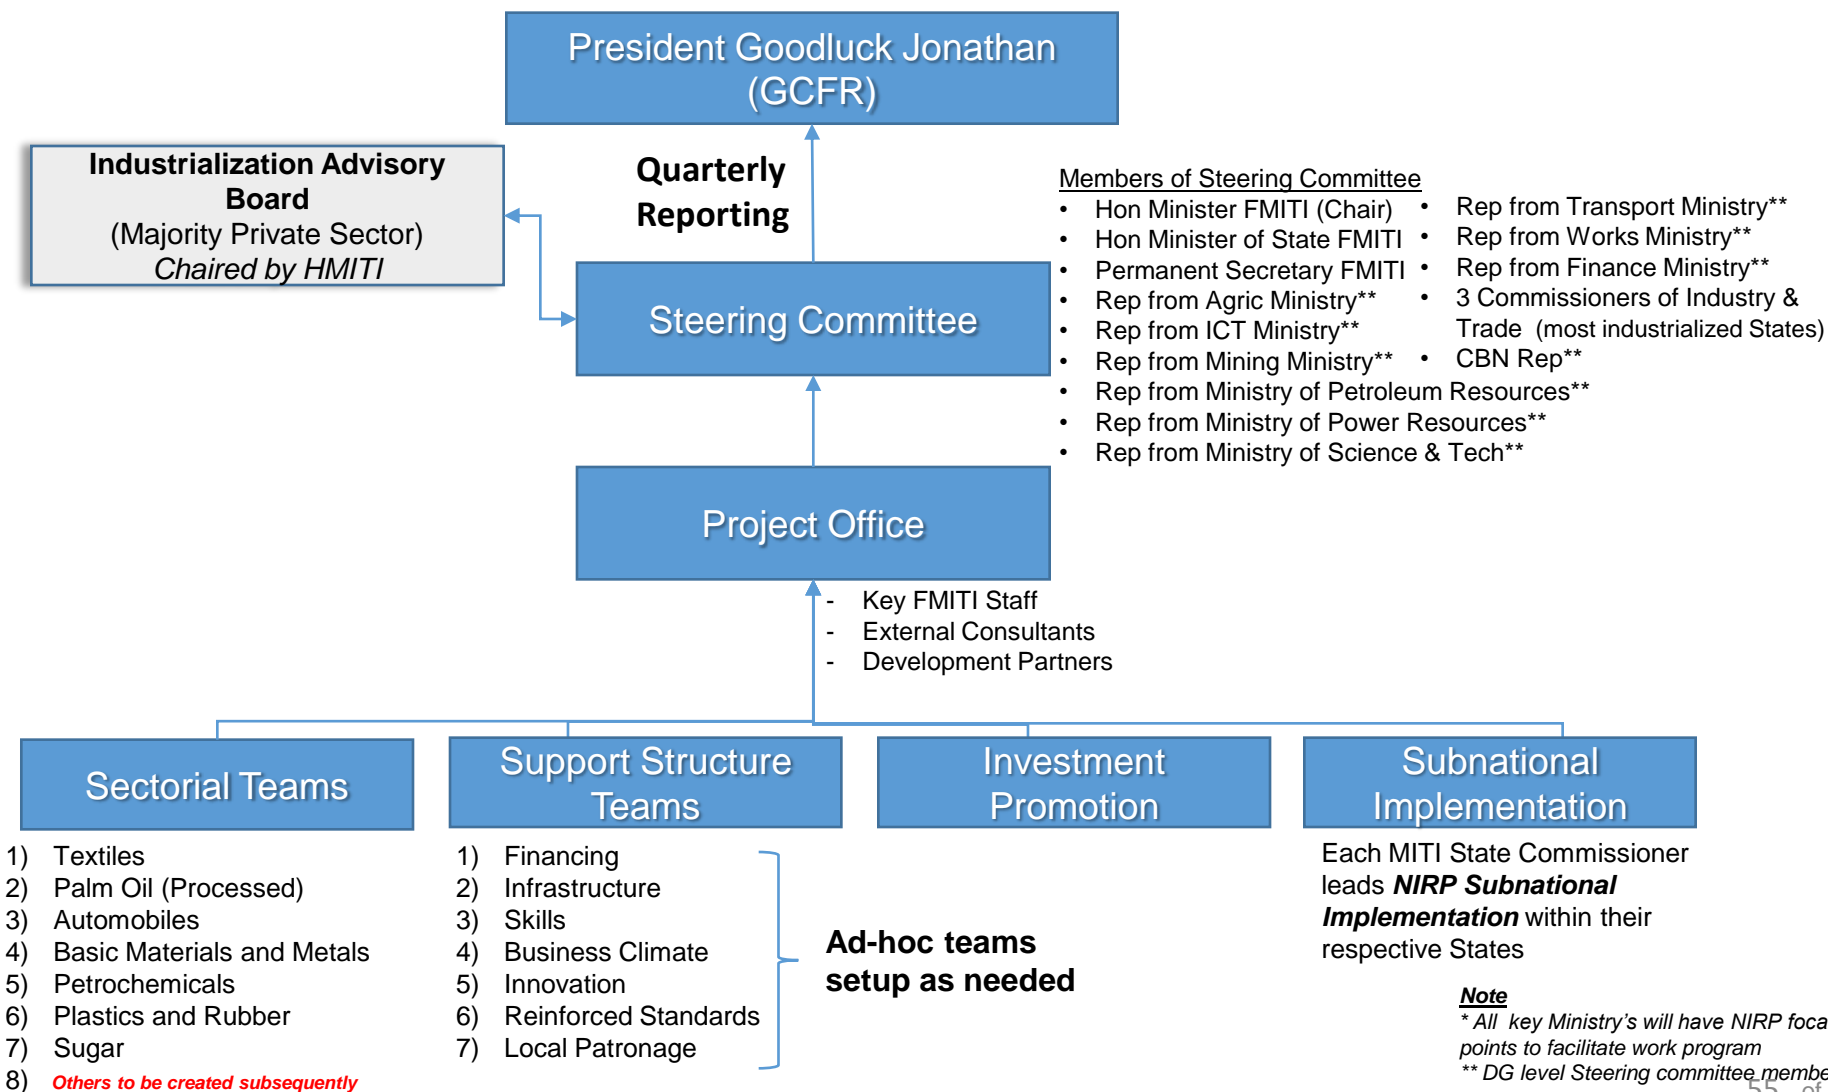 President Goodluck Jonathan
(GCFR)
Industrialization Advisory
Board
(Majority Private Sector)
Chaired by HMITI
Quarterly
Reporting
Steering Committee
Members of Steering Committee
• Hon Minister FMITI (Chair)
• Hon Minister of State FMITI
• Permanent Secretary FMITI
• Rep from Agric Ministry**
• Rep from ICT Ministry**
• Rep from Mining Ministry**
• Rep from Ministry of Petroleum Resources**
• Rep from Ministry of Power Resources**
• Rep from Ministry of Science & Tech**
• Rep from Transport Ministry**
• Rep from Works Ministry**
• Rep from Finance Ministry**
• 3 Commissioners of Industry &
Trade (most industrialized States)
• CBN Rep**
Project Office
- Key FMITI Staff
- External Consultants
- Development Partners
Sectorial Teams
1) Textiles
2) Palm Oil (Processed)
3) Automobiles
4) Basic Materials and Metals
5) Petrochemicals
6) Plastics and Rubber
7) Sugar
8) Others to be created subsequently
Support Structure
Teams
1) Financing
2) Infrastructure
3) Skills
4) Business Climate
5) Innovation
6) Reinforced Standards
7) Local Patronage
Ad-hoc teams
setup as needed
Investment
Promotion
Subnational
Implementation
Each MITI State Commissioner
leads NIRP Subnational
Implementation within their
respective States
Note
* All key Ministry's will have NIRP foca
points to facilitate work program
** DG level Steering committee membe
55 of